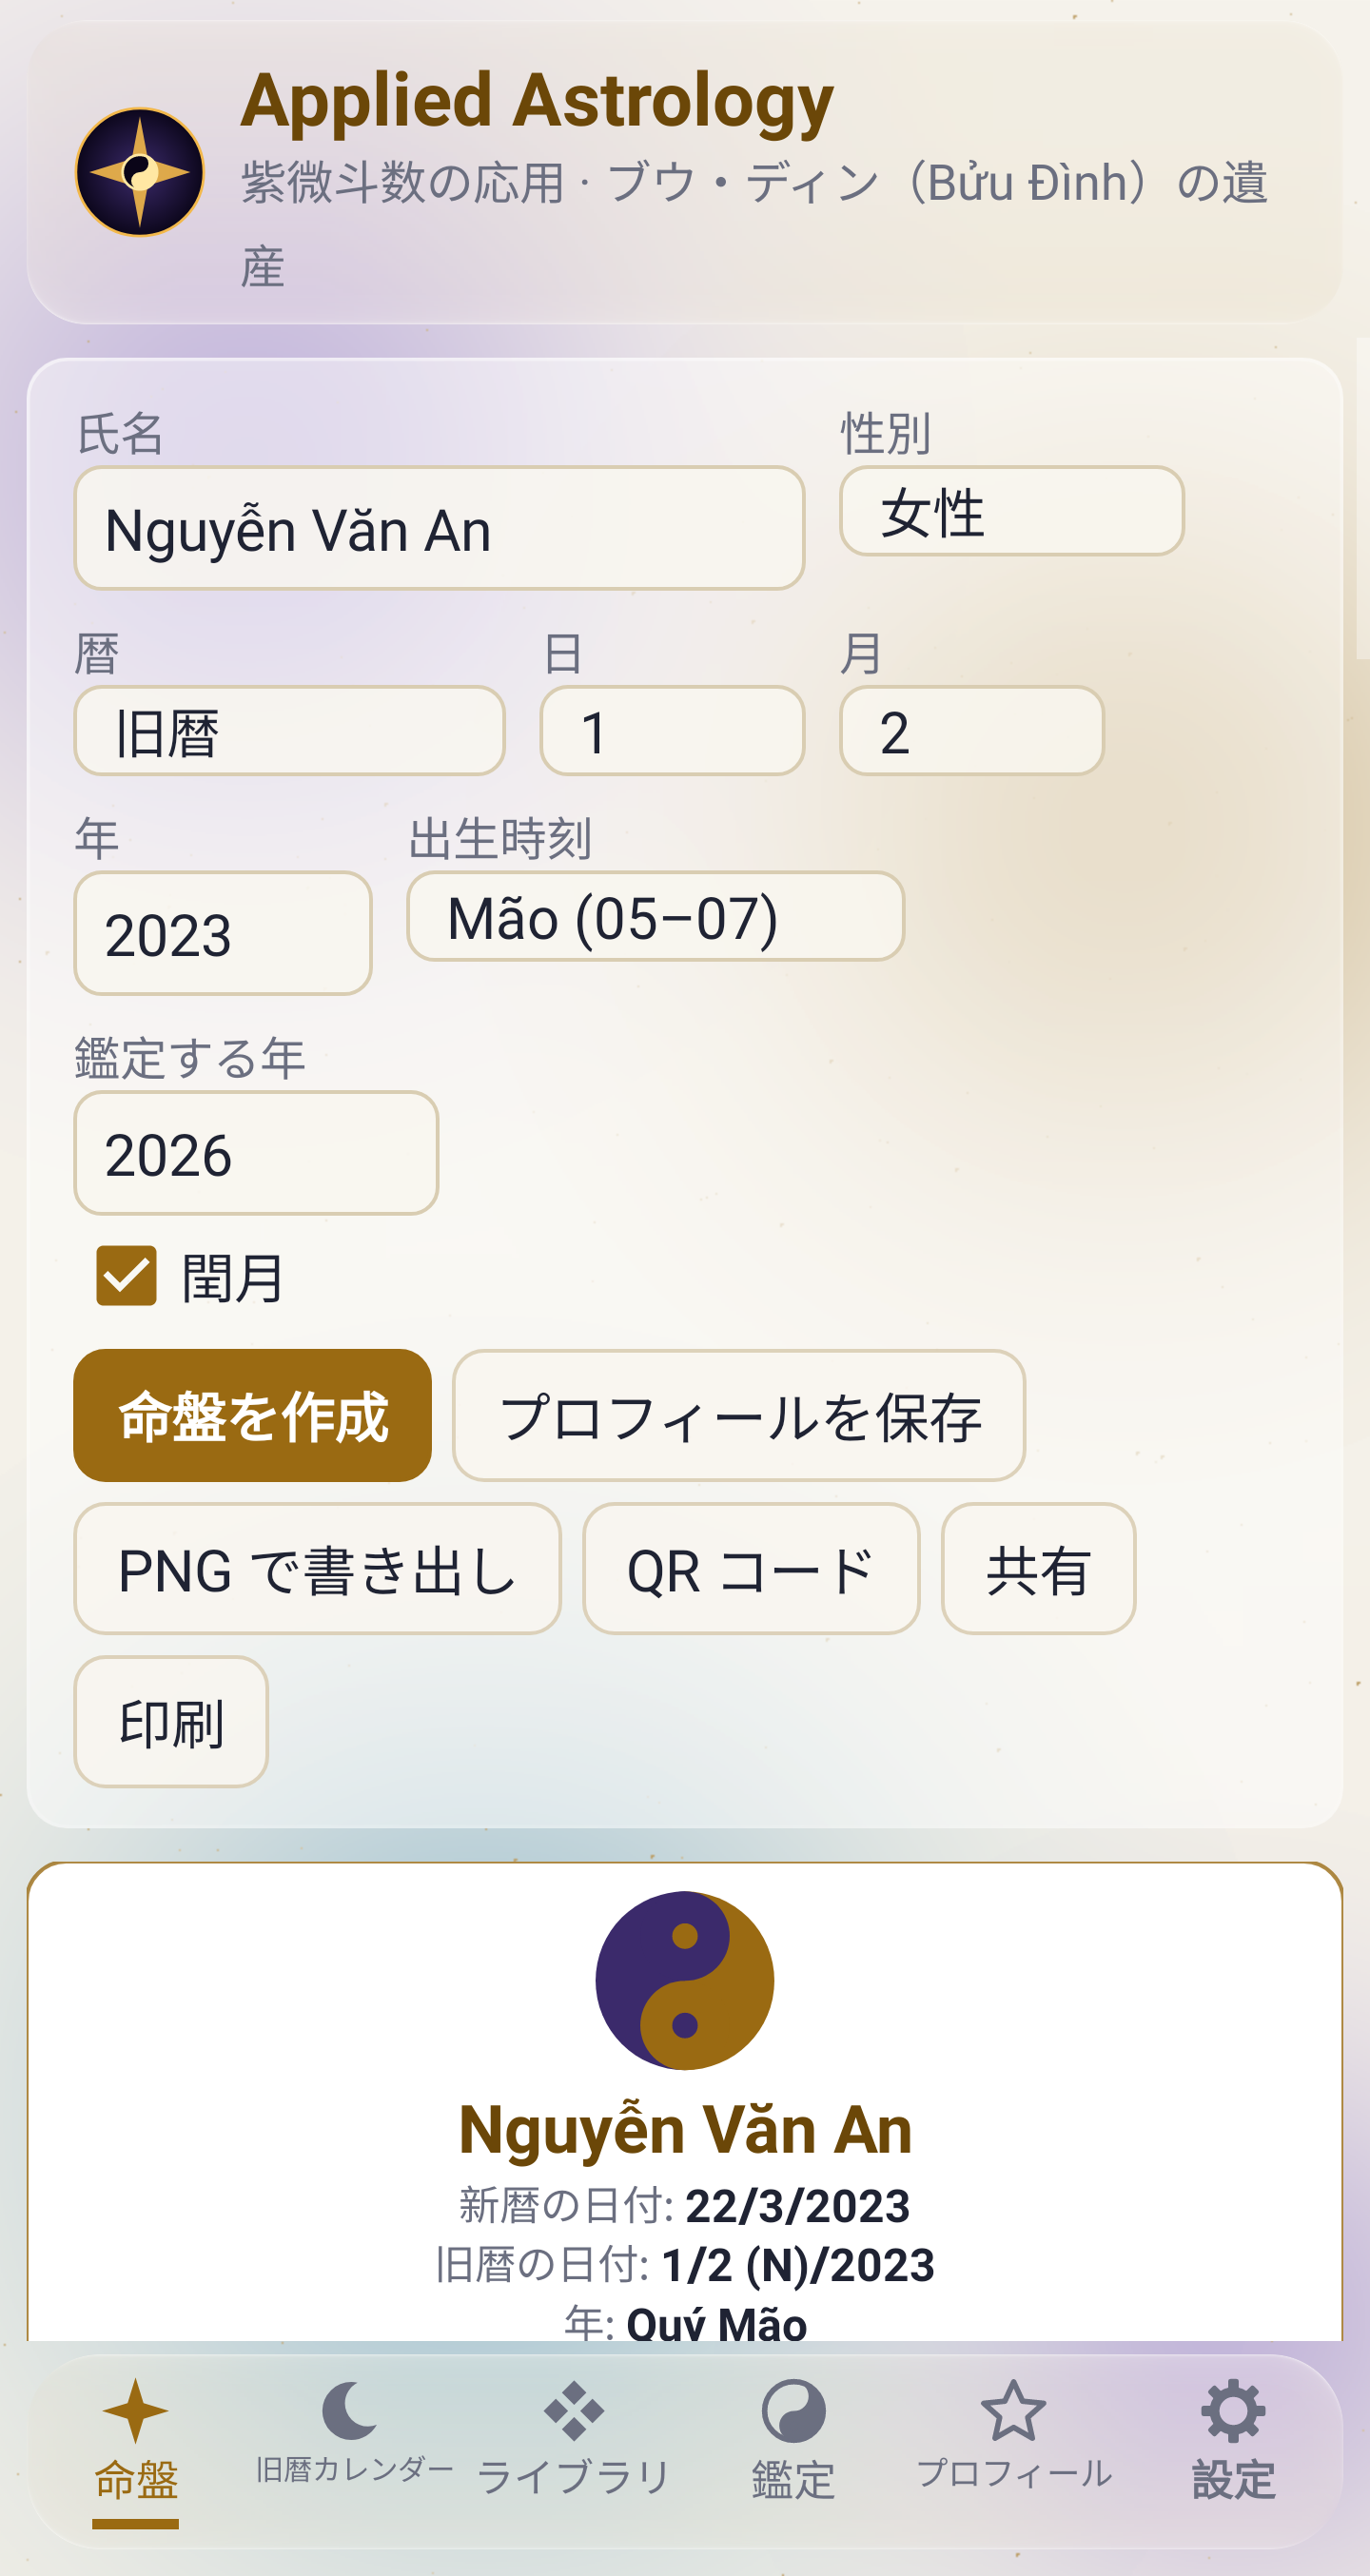 Applied Astrology
紫微斗数の応用 · ブウ・ディン（Bửu Đình）の遺
産
氏名
性別
Nguyễn Văn An
女性
暦
日
月
旧暦
1
2
年
出生時刻
2023
Mão (05–07)
鑑定する年
2026
閏月
命盤を作成
プロフィールを保存
PNG で書き出し
QR コード
共有
印刷
Nguyễn Văn An
新暦の日付: 22/3/2023
旧暦の日付: 1/2 (N)/2023
年: Quý Mão
命盤
旧暦カレンダー
ライブラリ
鑑定
プロフィール
設定